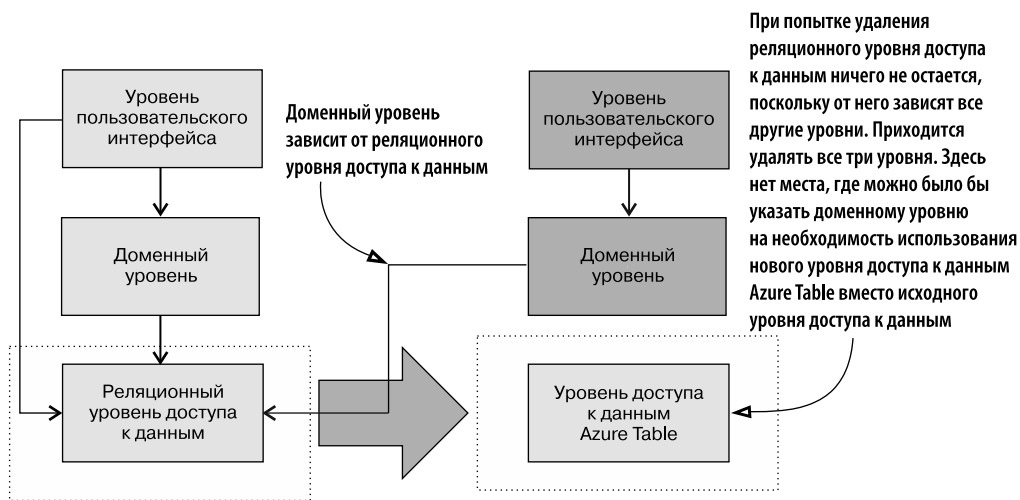 Уровень
пользовательского
интерфейса
Доменный
уровень
Реляционный
уровень доступа
к данным
Доменный уровень
зависит от реляционного
уровня доступа к данным
Уровень
пользовательского
интерфейса
Доменный
уровень
Уровень доступа
к данным
Azure Table
При попытке удаления
реляционного уровня доступа
к данным ничего не остается,
поскольку от него зависят все
другие уровни. Приходится
удалять все три уровня. Здесь
нет места, где можно было бы
указать доменному уровню
на необходимость использования
нового уровня доступа к данным
Azure Table вместо исходного
уровня доступа к данным